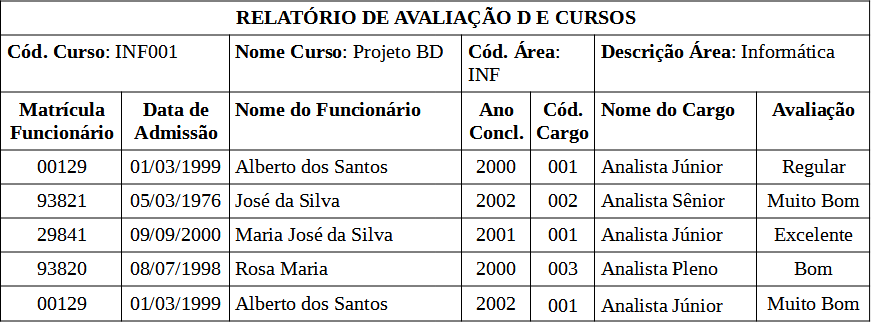 RELATÓRIO DE AVALIAÇÃO D E CURSOS
Cód. Curso: INF001 Nome Curso: Projeto BD Cód. Área: INF Descrição Área: Informática
Matrícula Funcionário Data de Admissão Nome do Funcionário Ano Concl. Cód. Cargo Nome do Cargo Avaliação
00129 01/03/1999 Alberto dos Santos 2000 001 Analista Júnior Regular
93821 05/03/1976 José da Silva 2002 002 Analista Sênior Muito Bom
29841 09/09/2000 Maria José da Silva 2001 001 Analista Júnior Excelente
93820 08/07/1998 Rosa Maria 2000 003 Analista Pleno Bom
00129 01/03/1999 Alberto dos Santos 2002 001 Analista Júnior Muito Bom